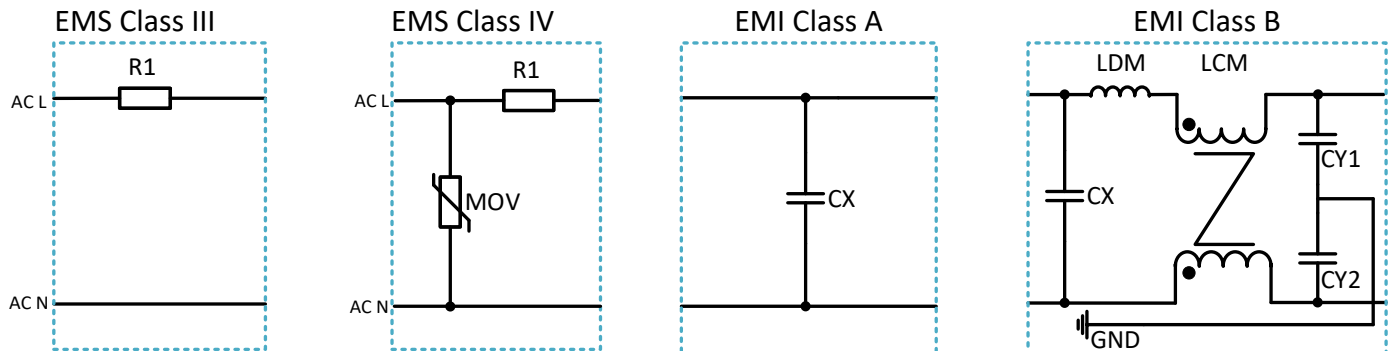 EMS Class III
EMS Class IV
EMI Class A
EMI Class B
R1
AC L
AC N
R1
AC L
MOV
AC N
CX
LDM
LCM
CX
CY1
CY2
GND